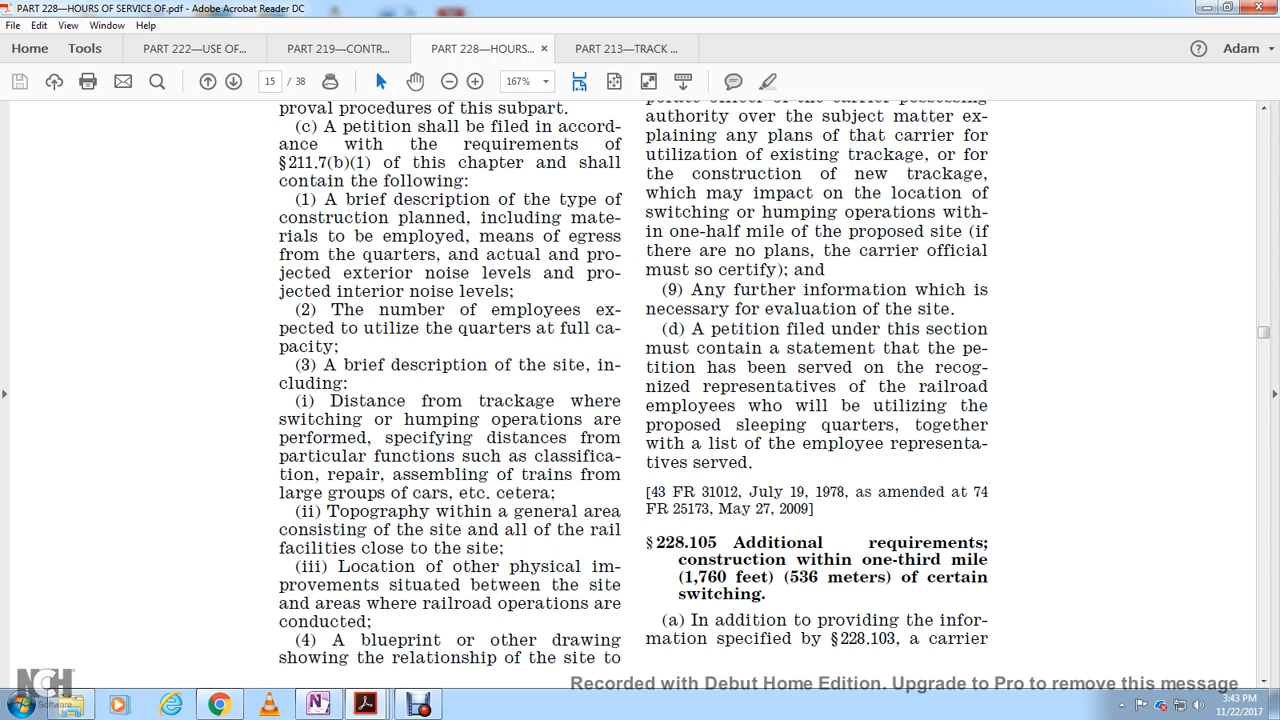 PART 228—HOURS OF SERVICE OF.pdf - Adobe Acrobat Reader DC
File Edit View Window Help
Home Tools PART 222—USE OF... PART 219—CONTR... PART 228—HOURS... × PART 213—TRACK ... Adam
15 / 38 167%
proval procedures of this subpart.
(c) A petition shall be filed in accord-
ance with the requirements of
§211.7(b)(1) of this chapter and shall
contain the following:
(1) A brief description of the type of
construction planned, including mate-
rials to be employed, means of egress
from the quarters, and actual and pro-
jected exterior noise levels and pro-
jected interior noise levels;
(2) The number of employees ex-
pected to utilize the quarters at full ca-
pacity;
(3) A brief description of the site, in-
cluding:
(i) Distance from trackage where
switching or humping operations are
performed, specifying distances from
particular functions such as classifica-
tion, repair, assembling of trains from
large groups of cars, etc. cetera;
(ii) Topography within a general area
consisting of the site and all of the rail
facilities close to the site;
(iii) Location of other physical im-
provements situated between the site
and areas where railroad operations are
conducted;
(4) A blueprint or other drawing
showing the relationship of the site to
porate officer of the carrier possessing
authority over the subject matter ex-
plaining any plans of that carrier for
utilization of existing trackage, or for
the construction of new trackage,
which may impact on the location of
switching or humping operations with-
in one-half mile of the proposed site (if
there are no plans, the carrier official
must so certify); and
(9) Any further information which is
necessary for evaluation of the site.
(d) A petition filed under this section
must contain a statement that the pe-
tition has been served on the recog-
nized representatives of the railroad
employees who will be utilizing the
proposed sleeping quarters, together
with a list of the employee representa-
tives served.
[43 FR 31012, July 19, 1978, as amended at 74
FR 25173, May 27, 2009]
§228.105 Additional requirements;
construction within one-third mile
(1,760 feet) (536 meters) of certain
switching.
(a) In addition to providing the infor-
mation specified by §228.103, a carrier
NCH
Software
Recorded with Debut Home Edition. Upgrade to Pro to remove this message
3:43 PM
11/22/2017